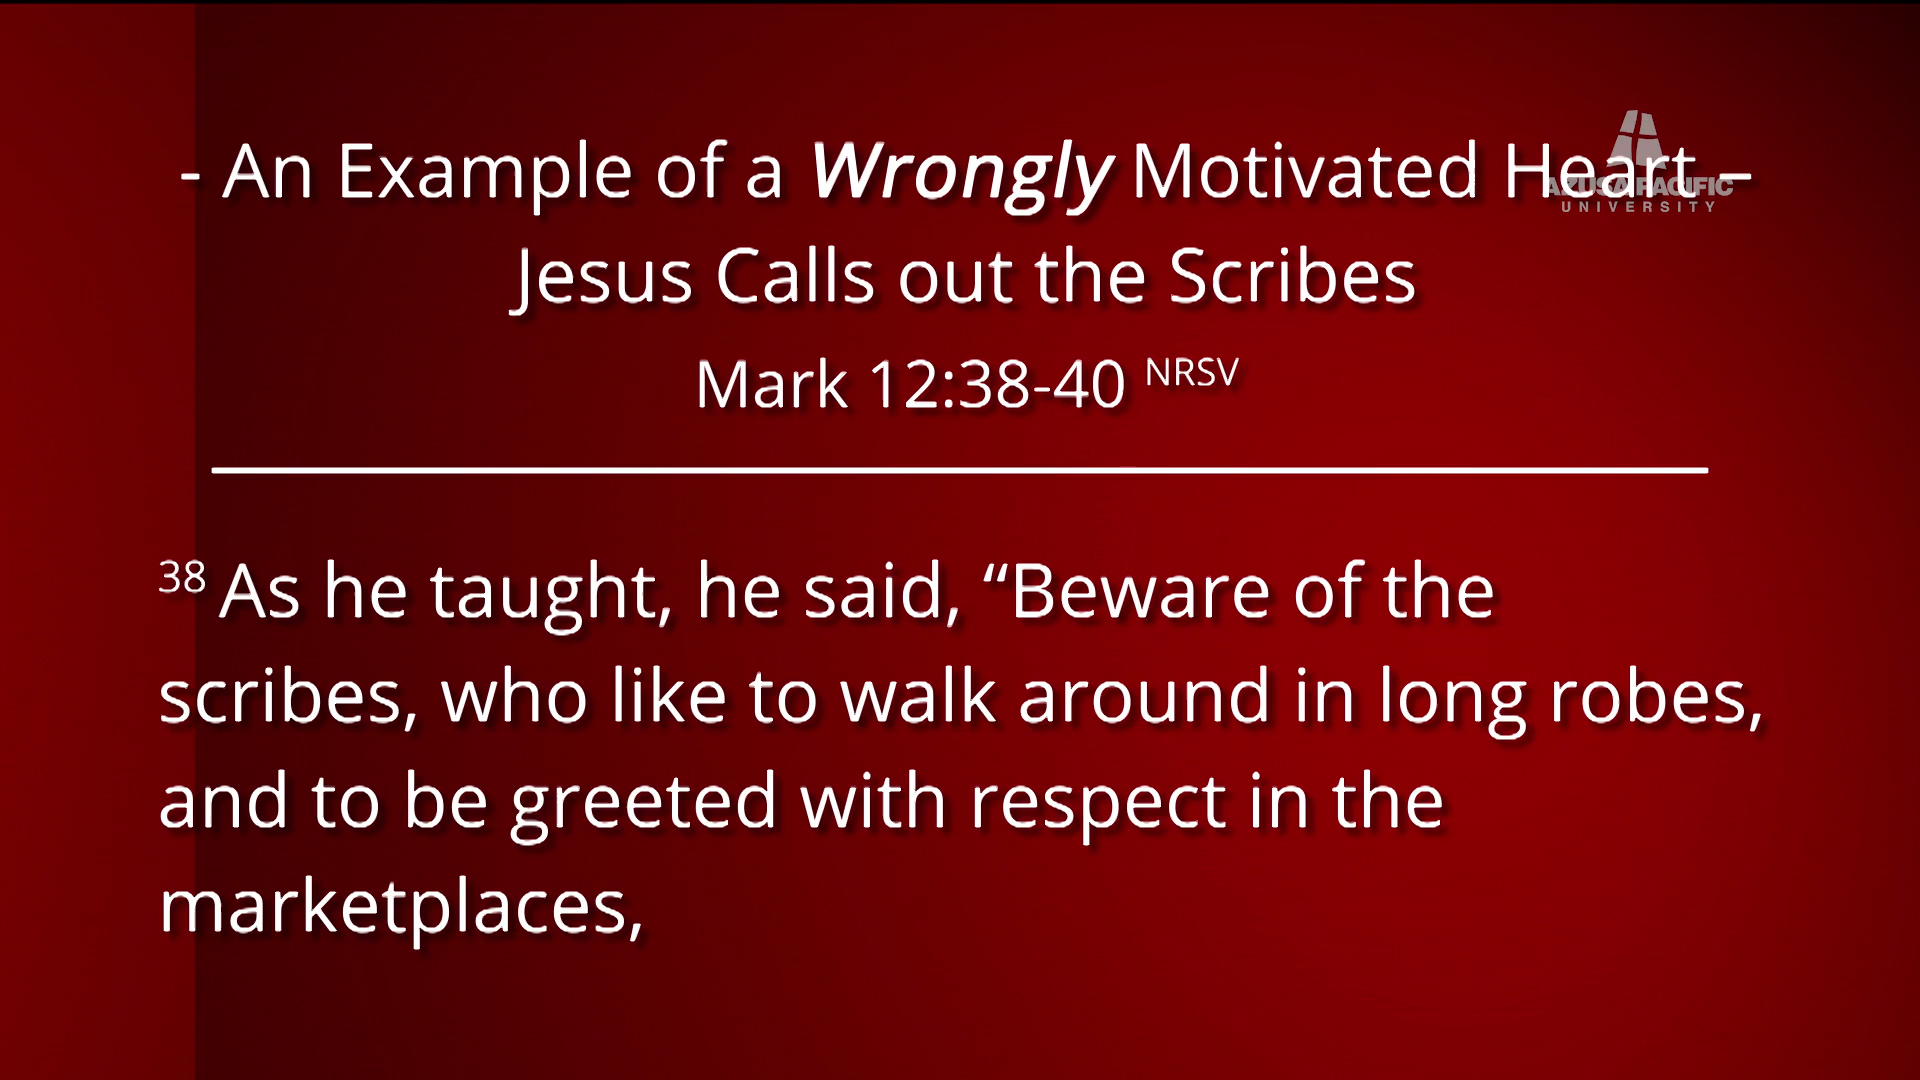 - An Example of a Wrongly Motivated Heart –
Jesus Calls out the Scribes
Mark 12:38-40 NRSV
38 As he taught, he said, “Beware of the
scribes, who like to walk around in long robes,
and to be greeted with respect in the
marketplaces,
AZUSA PACIFIC
UNIVERSITY